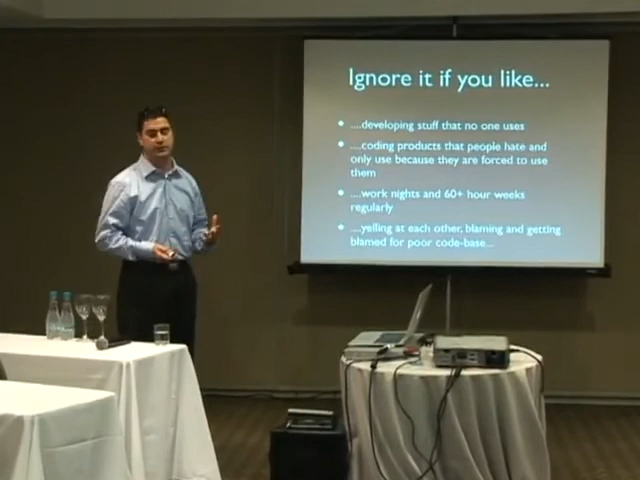 Ignore it if you like...
....developing stuff that no one uses
....coding products that people hate and
only use because they are forced to use
them
....work nights and 60+ hour weeks
regularly
....yelling at each other, blaming and getting
blamed for poor code-base...